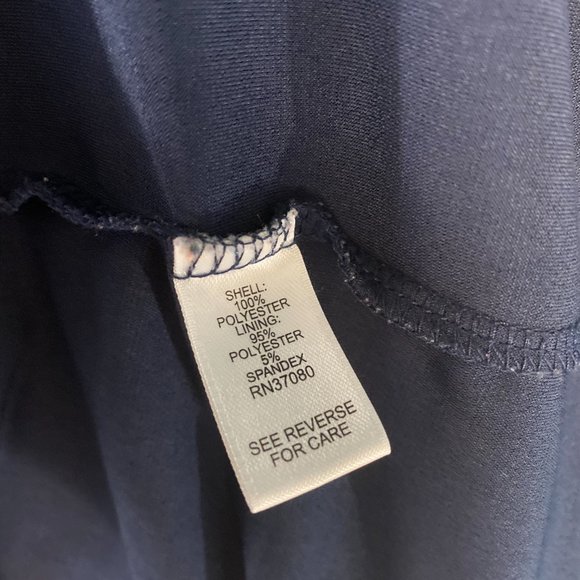 SHELL:
100%
POLYESTER
LINING:
95%
POLYESTER
5%
SPANDEX
RN37080
SEE REVERSE
FOR CARE